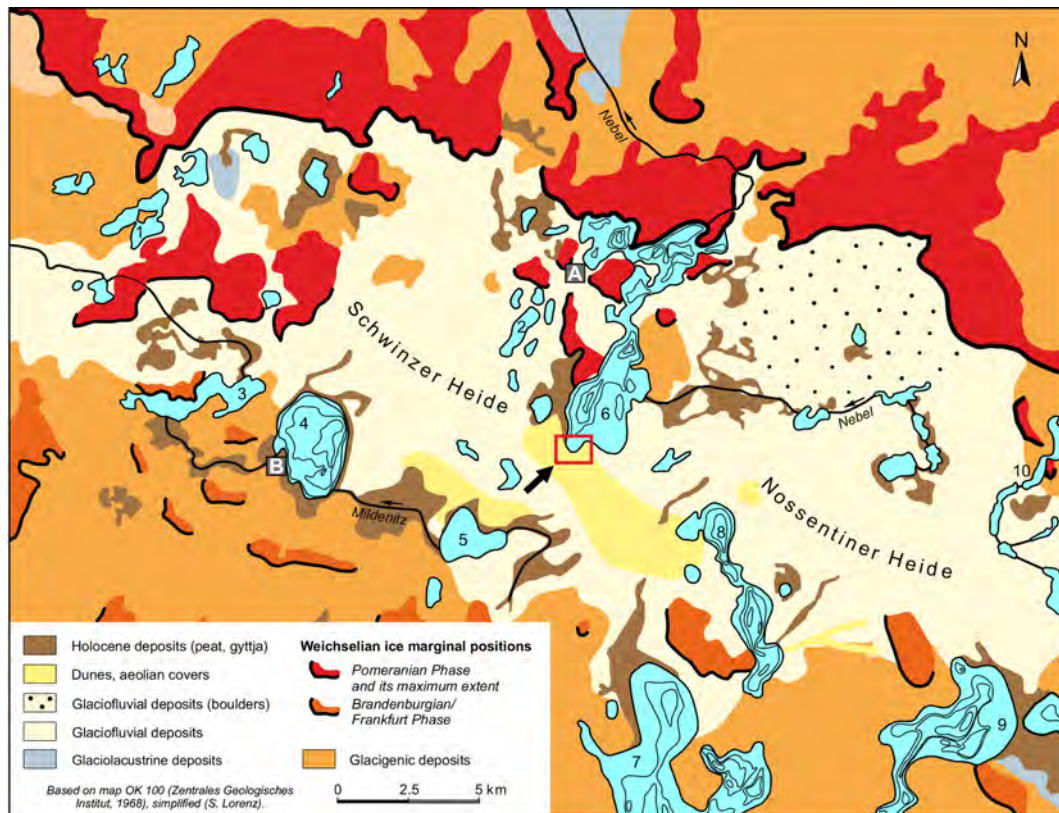 N
Nebel
1
A
2
Schwinzer Heide
3
4
6
Nebel
B
10
Mildenitz
5
8
Nossentiner Heide
7
9
Holocene deposits (peat, gyttja)
Dunes, aeolian covers
Glaciofluvial deposits (boulders)
Glaciofluvial deposits
Glaciolacustrine deposits
Weichselian ice marginal positions
Pomeranian Phase
and its maximum extent
Brandenburgian/
Frankfurt Phase
Glacigenic deposits
Based on map OK 100 (Zentrales Geologisches
Institut, 1968), simplified (S. Lorenz).
0 2.5 5 km